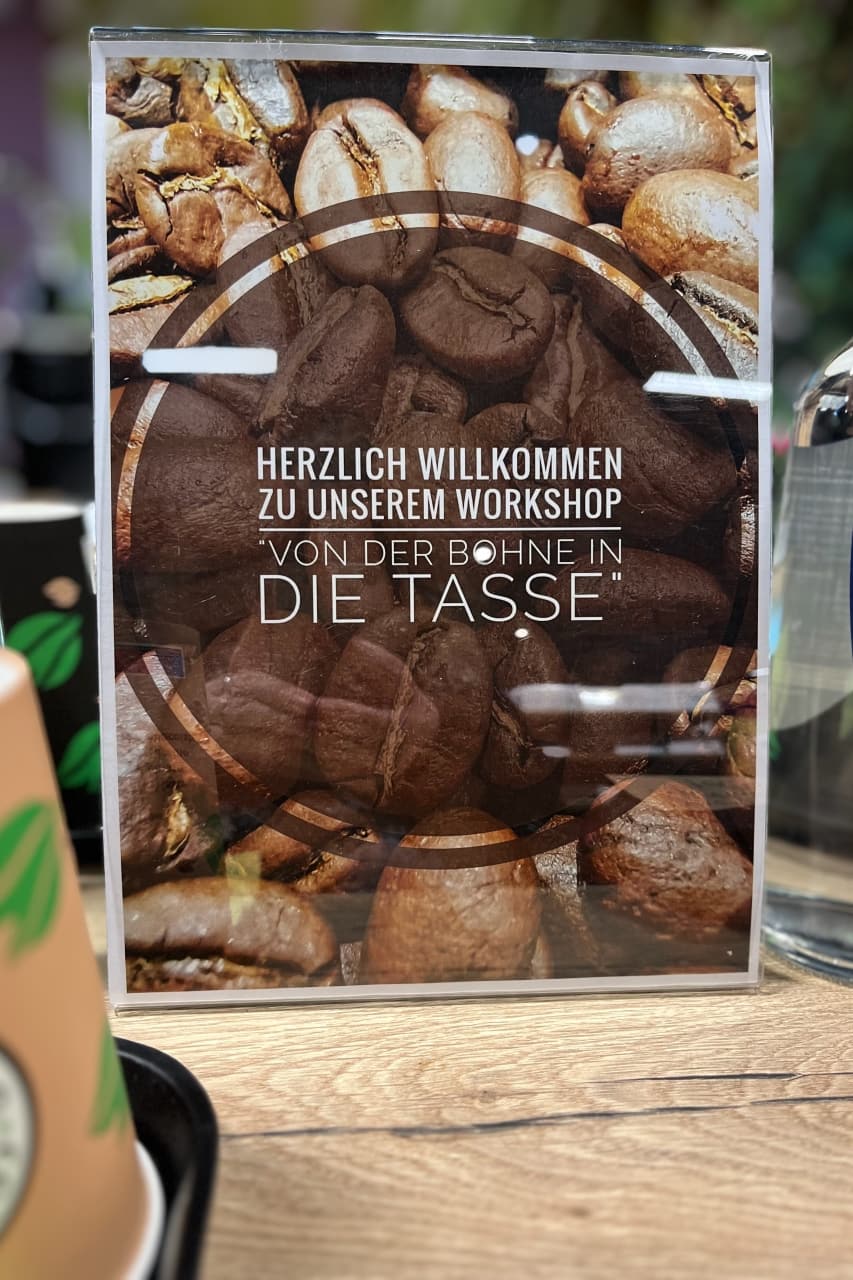 HERZLICH WILLKOMMEN
ZU UNSEREM WORKSHOP
"VON DER BOHNE IN
DIE TASSE"